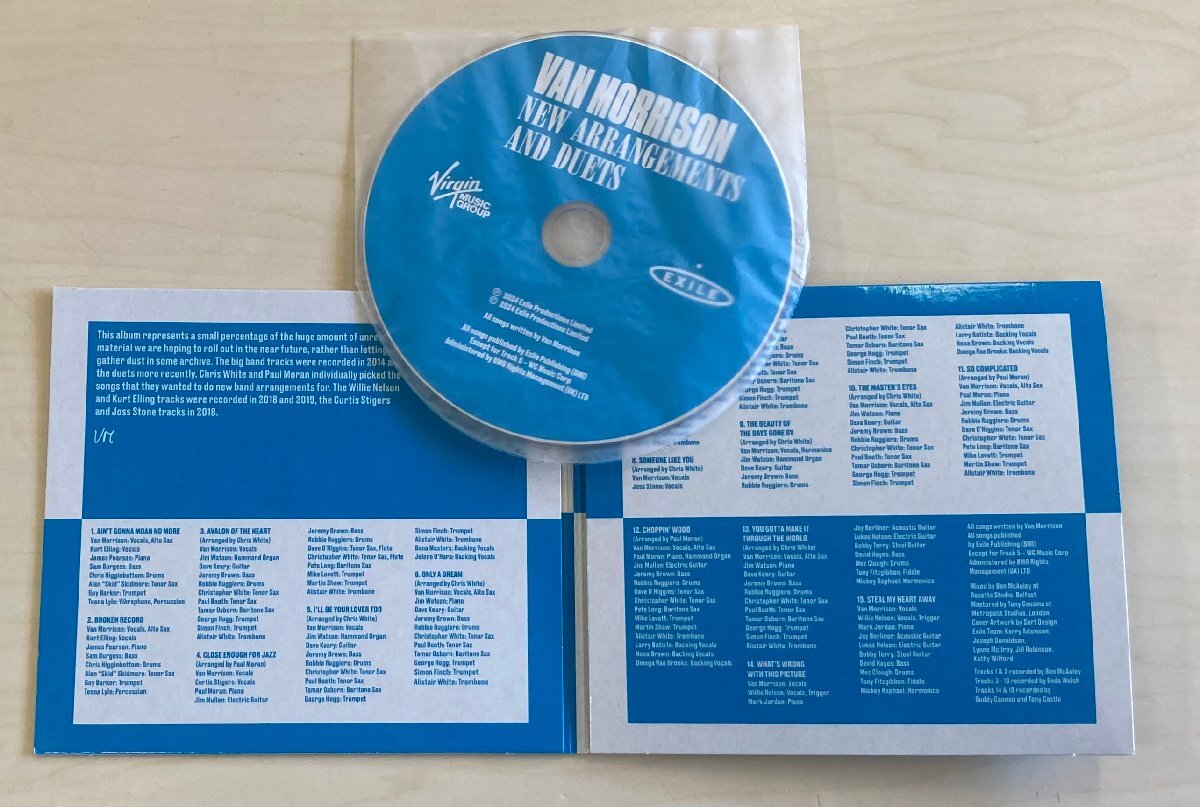 VAN MORRISON
NEW ARRANGEMENTS
AND DUETS
Virgin
MUSIC
GROUP
EXILE
℗ 2024 Exile Productions Limited
© 2024 Exile Productions Limited
All songs written by Van Morrison
All songs published by Exile Publishing (BMI)
Except for Track 5 - WC Music Corp
Administered by BMG Rights Management (UK) LTD
This album represents a small percentage of the huge amount of unre
material we are hoping to roll out in the near future, rather than letting
gather dust in some archive. The big band tracks were recorded in 2014 a
the duets more recently. Chris White and Paul Moran individually picked the
songs that they wanted to do new band arrangements for. The Willie Nelson
and Kurt Elling tracks were recorded in 2018 and 2019, the Curtis Stigers
and Joss Stone tracks in 2018.
VM
1. AIN'T GONNA MOAN NO MORE
Van Morrison: Vocals, Alto Sax
Kurt Elling: Vocals
James Pearson: Piano
Sam Burgess: Bass
Chris Higginbottom: Drums
Alan "Skid" Skidmore: Tenor Sax
Guy Barker: Trumpet
Teena Lyle: Vibraphone, Percussion
2. BROKEN RECORD
Van Morrison: Vocals, Alto Sax
Kurt Elling: Vocals
James Pearson: Piano
Sam Burgess: Bass
Chris Higginbottom: Drums
Alan "Skid" Skidmore: Tenor Sax
Guy Barker: Trumpet
Teena Lyle: Percussion
3. AVALON OF THE HEART
(Arranged by Chris White)
Van Morrison: Vocals
Jim Watson: Hammond Organ
Dave Keary: Guitar
Jeremy Brown: Bass
Robbie Ruggiero: Drums
Christopher White: Tenor Sax
Paul Booth: Tenor Sax
Tamar Osborn: Baritone Sax
George Hogg: Trumpet
Simon Finch: Trumpet
Alistair White: Trombone
4. CLOSE ENOUGH FOR JAZZ
(Arranged by Paul Moran)
Van Morrison: Vocals
Curtis Stigers: Vocals
Paul Moran: Piano
Jim Mullen: Electric Guitar
Jeremy Brown: Bass
Robbie Ruggiero: Drums
Dave O'Higgins: Tenor Sax, Flute
Christopher White: Tenor Sax, Flute
Pete Long: Baritone Sax
Mike Lovatt: Trumpet
Martin Shaw: Trumpet
Alistair White: Trombone
5. I'LL BE YOUR LOVER TOO
(Arranged by Chris White)
Van Morrison: Vocals
Jim Watson: Hammond Organ
Dave Keary: Guitar
Jeremy Brown: Bass
Robbie Ruggiero: Drums
Christopher White: Tenor Sax
Paul Booth: Tenor Sax
Tamar Osborn: Baritone Sax
George Hogg: Trumpet
Simon Finch: Trumpet
Alistair White: Trombone
Dana Masters: Backing Vocals
Jolene O'Hara: Backing Vocals
6. ONLY A DREAM
(Arranged by Chris White)
Van Morrison: Vocals, Alto Sax
Jim Watson: Piano
Dave Keary: Guitar
Jeremy Brown: Bass
Robbie Ruggiero: Drums
Christopher White: Tenor Sax
Paul Booth: Tenor Sax
Tamar Osborn: Baritone Sax
George Hogg: Trumpet
Simon Finch: Trumpet
Alistair White: Trombone
Trombone
8. SOMEONE LIKE YOU
(Arranged by Chris White)
Van Morrison: Vocals
Joss Stone: Vocals
Bass
Drums
Tenor Sax
Tenor Sax
Osborn: Baritone Sax
Hogg: Trumpet
Finch: Trumpet
Alistair White: Trombone
9. THE BEAUTY OF
THE DAYS GONE BY
(Arranged by Chris White)
Van Morrison: Vocals, Harmonica
Jim Watson: Hammond Organ
Dave Keary: Guitar
Jeremy Brown: Bass
Robbie Ruggiero: Drums
Christopher White: Tenor Sax
Paul Booth: Tenor Sax
Tamar Osborn: Baritone Sax
George Hogg: Trumpet
Simon Finch: Trumpet
Alistair White: Trombone
10. THE MASTER'S EYES
(Arranged by Chris White)
Van Morrison: Vocals, Alto Sax
Jim Watson: Piano
Dave Keary: Guitar
Jeremy Brown: Bass
Robbie Ruggiero: Drums
Christopher White: Tenor Sax
Paul Booth: Tenor Sax
Tamar Osborn: Baritone Sax
George Hogg: Trumpet
Simon Finch: Trumpet
Alistair White: Trombone
Larry Batiste: Backing Vocals
Nona Brown: Backing Vocals
Omega Rae Brooks: Backing Vocals
11. SO COMPLICATED
(Arranged by Paul Moran)
Van Morrison: Vocals, Alto Sax
Paul Moran: Piano
Jim Mullen: Electric Guitar
Jeremy Brown: Bass
Robbie Ruggiero: Drums
Dave O'Higgins: Tenor Sax
Christopher White: Tenor Sax
Pete Long: Baritone Sax
Mike Lovatt: Trumpet
Martin Shaw: Trumpet
Alistair White: Trombone
12. CHOPPIN' WOOD
(Arranged by Paul Moran)
Van Morrison: Vocals, Alto Sax
Paul Moran: Piano, Hammond Organ
Jim Mullen: Electric Guitar
Jeremy Brown: Bass
Robbie Ruggiero: Drums
Dave O'Higgins: Tenor Sax
Christopher White: Tenor Sax
Pete Long: Baritone Sax
Mike Lovatt: Trumpet
Martin Shaw: Trumpet
Alistair White: Trombone
Larry Batiste: Backing Vocals
Nona Brown: Backing Vocals
Omega Rae Brooks: Backing Vocals
13. YOU GOTTA MAKE IT
THROUGH THE WORLD
(Arranged by Chris White)
Van Morrison: Vocals, Alto Sax
Jim Watson: Piano
Dave Keary: Guitar
Jeremy Brown: Bass
Robbie Ruggiero: Drums
Christopher White: Tenor Sax
Paul Booth: Tenor Sax
Tamar Osborn: Baritone Sax
George Hogg: Trumpet
Simon Finch: Trumpet
Alistair White: Trombone
14. WHAT'S WRONG
WITH THIS PICTURE
Van Morrison: Vocals
Willie Nelson: Vocals, Trigger
Mark Jordan: Piano
Jay Berliner: Acoustic Guitar
Lukas Nelson: Electric Guitar
Bobby Terry: Steel Guitar
David Hayes: Bass
Mez Clough: Drums
Tony Fitzgibbon: Fiddle
Mickey Raphael: Harmonica
15. STEAL MY HEART AWAY
Van Morrison: Vocals
Willie Nelson: Vocals, Trigger
Mark Jordan: Piano
Jay Berliner: Acoustic Guitar
Lukas Nelson: Electric Guitar
Bobby Terry: Steel Guitar
David Hayes: Bass
Mez Clough: Drums
Tony Fitzgibbon: Fiddle
Mickey Raphael: Harmonica
All songs written by Van Morrison
All songs published
by Exile Publishing (BMI)
Except for Track 5 - WC Music Corp
Administered by BMG Rights
Management (UK) LTD
Mixed by Ben McAuley at
Rosetta Studio, Belfast
Mastered by Tony Cousins at
Metropolis Studios, London
Cover Artwork by Surf Design
Exile Team: Kerry Adamson,
Joseph Donaldson,
Lynne McIlroy, Jill Robinson,
Kathy Wilford
Tracks 1 & 2 recorded by Ben McAuley
Tracks 3 - 13 recorded by Enda Walsh
Tracks 14 & 15 recorded by
Buddy Cannon and Tony Castle